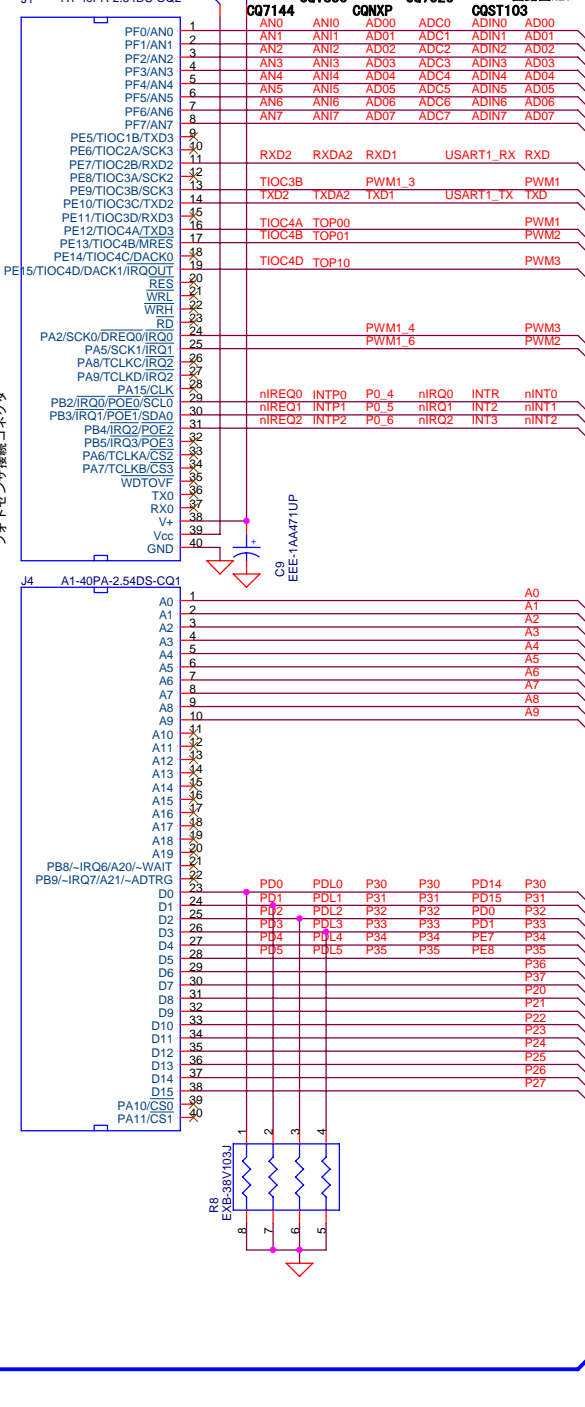 CQ7144 CQNXP CQST103
PF0/AN0 1 AN0 ANI0 AD00 ADC0 ADIN0 AD00
PF1/AN1 2 AN1 ANI1 AD01 ADC1 ADIN1 AD01
PF2/AN2 3 AN2 ANI2 AD02 ADC2 ADIN2 AD02
PF3/AN3 4 AN3 ANI3 AD03 ADC3 ADIN3 AD03
PF4/AN4 5 AN4 ANI4 AD04 ADC4 ADIN4 AD04
PF5/AN5 6 AN5 ANI5 AD05 ADC5 ADIN5 AD05
PF6/AN6 7 AN6 ANI6 AD06 ADC6 ADIN6 AD06
PF7/AN7 8 AN7 ANI7 AD07 ADC7 ADIN7 AD07
PE5/TIOC1B/TXD3 9
PE6/TIOC2A/SCK3 10
PE7/TIOC2B/RXD2 11 RXD2 RXDA2 RXD1 USART1_RX RXD
PE8/TIOC3A/SCK2 12
PE9/TIOC3B/SCK3 13 TIOC3B PWM1_3 PWM1
PE10/TIOC3C/TXD2 14 TXD2 TXDA2 TXD1 USART1_TX TXD
PE11/TIOC3D/RXD3 15
PE12/TIOC4A/TXD3 16 TIOC4A TOP00 PWM1
PE13/TIOC4B/MRES 17 TIOC4B TOP01 PWM2
PE14/TIOC4C/DACK0 18
PE15/TIOC4D/DACK1/IRQOUT 19 TIOC4D TOP10 PWM3
RES 20
WRL 21
WRH 22
RD 23
PA2/SCK0/DREQ0/IRQ0 24 PWM1_4 PWM3
PA5/SCK1/IRQ1 25 PWM1_6 PWM2
PA8/TCLKC/IRQ2 26
PA9/TCLKD/IRQ2 27
PA15/CLK 28
PB2/IRQ0/POE0/SCL0 29 nIREQ0 INTP0 P0_4 nIRQ0 INTR nINT0
PB3/IRQ1/POE1/SDA0 30 nIREQ1 INTP1 P0_5 nIRQ1 INT2 nINT1
PB4/IRQ2/POE2 31 nIREQ2 INTP2 P0_6 nIRQ2 INT3 nINT2
PB5/IRQ3/POE3 32
PA6/TCLKA/CS2 33
PA7/TCLKB/CS3 34
WDTOVF 35
TX0 36
RX0 37
V+ 38
Vcc 39
GND 40
+
C9
EEE-1AA471UP
J4 A1-40PA-2.54DS-CQ1
A0 1 A0
A1 2 A1
A2 3 A2
A3 4 A3
A4 5 A4
A5 6 A5
A6 7 A6
A7 8 A7
A8 9 A8
A9 10 A9
A10 11
A11 12
A12 13
A13 14
A14 15
A15 16
A16 17
A17 18
A18 19
A19 20
PB8/~IRQ6/A20/~WAIT 21
PB9/~IRQ7/A21/~ADTRG 22
D0 23 PD0 PDL0 P30 P30 PD14 P30
D1 24 PD1 PDL1 P31 P31 PD15 P31
D2 25 PD2 PDL2 P32 P32 PD0 P32
D3 26 PD3 PDL3 P33 P33 PD1 P33
D4 27 PD4 PDL4 P34 P34 PE7 P34
D5 28 PD5 PDL5 P35 P35 PE8 P35
D6 29 P36
D7 30 P37
D8 31 P20
D9 32 P21
D10 33 P22
D11 34 P23
D12 35 P24
D13 36 P25
D14 37 P26
D15 38 P27
PA10/CS0 39
PA11/CS1 40
1 2 3 4
R8
EXB-38V103J
8 7 6 5